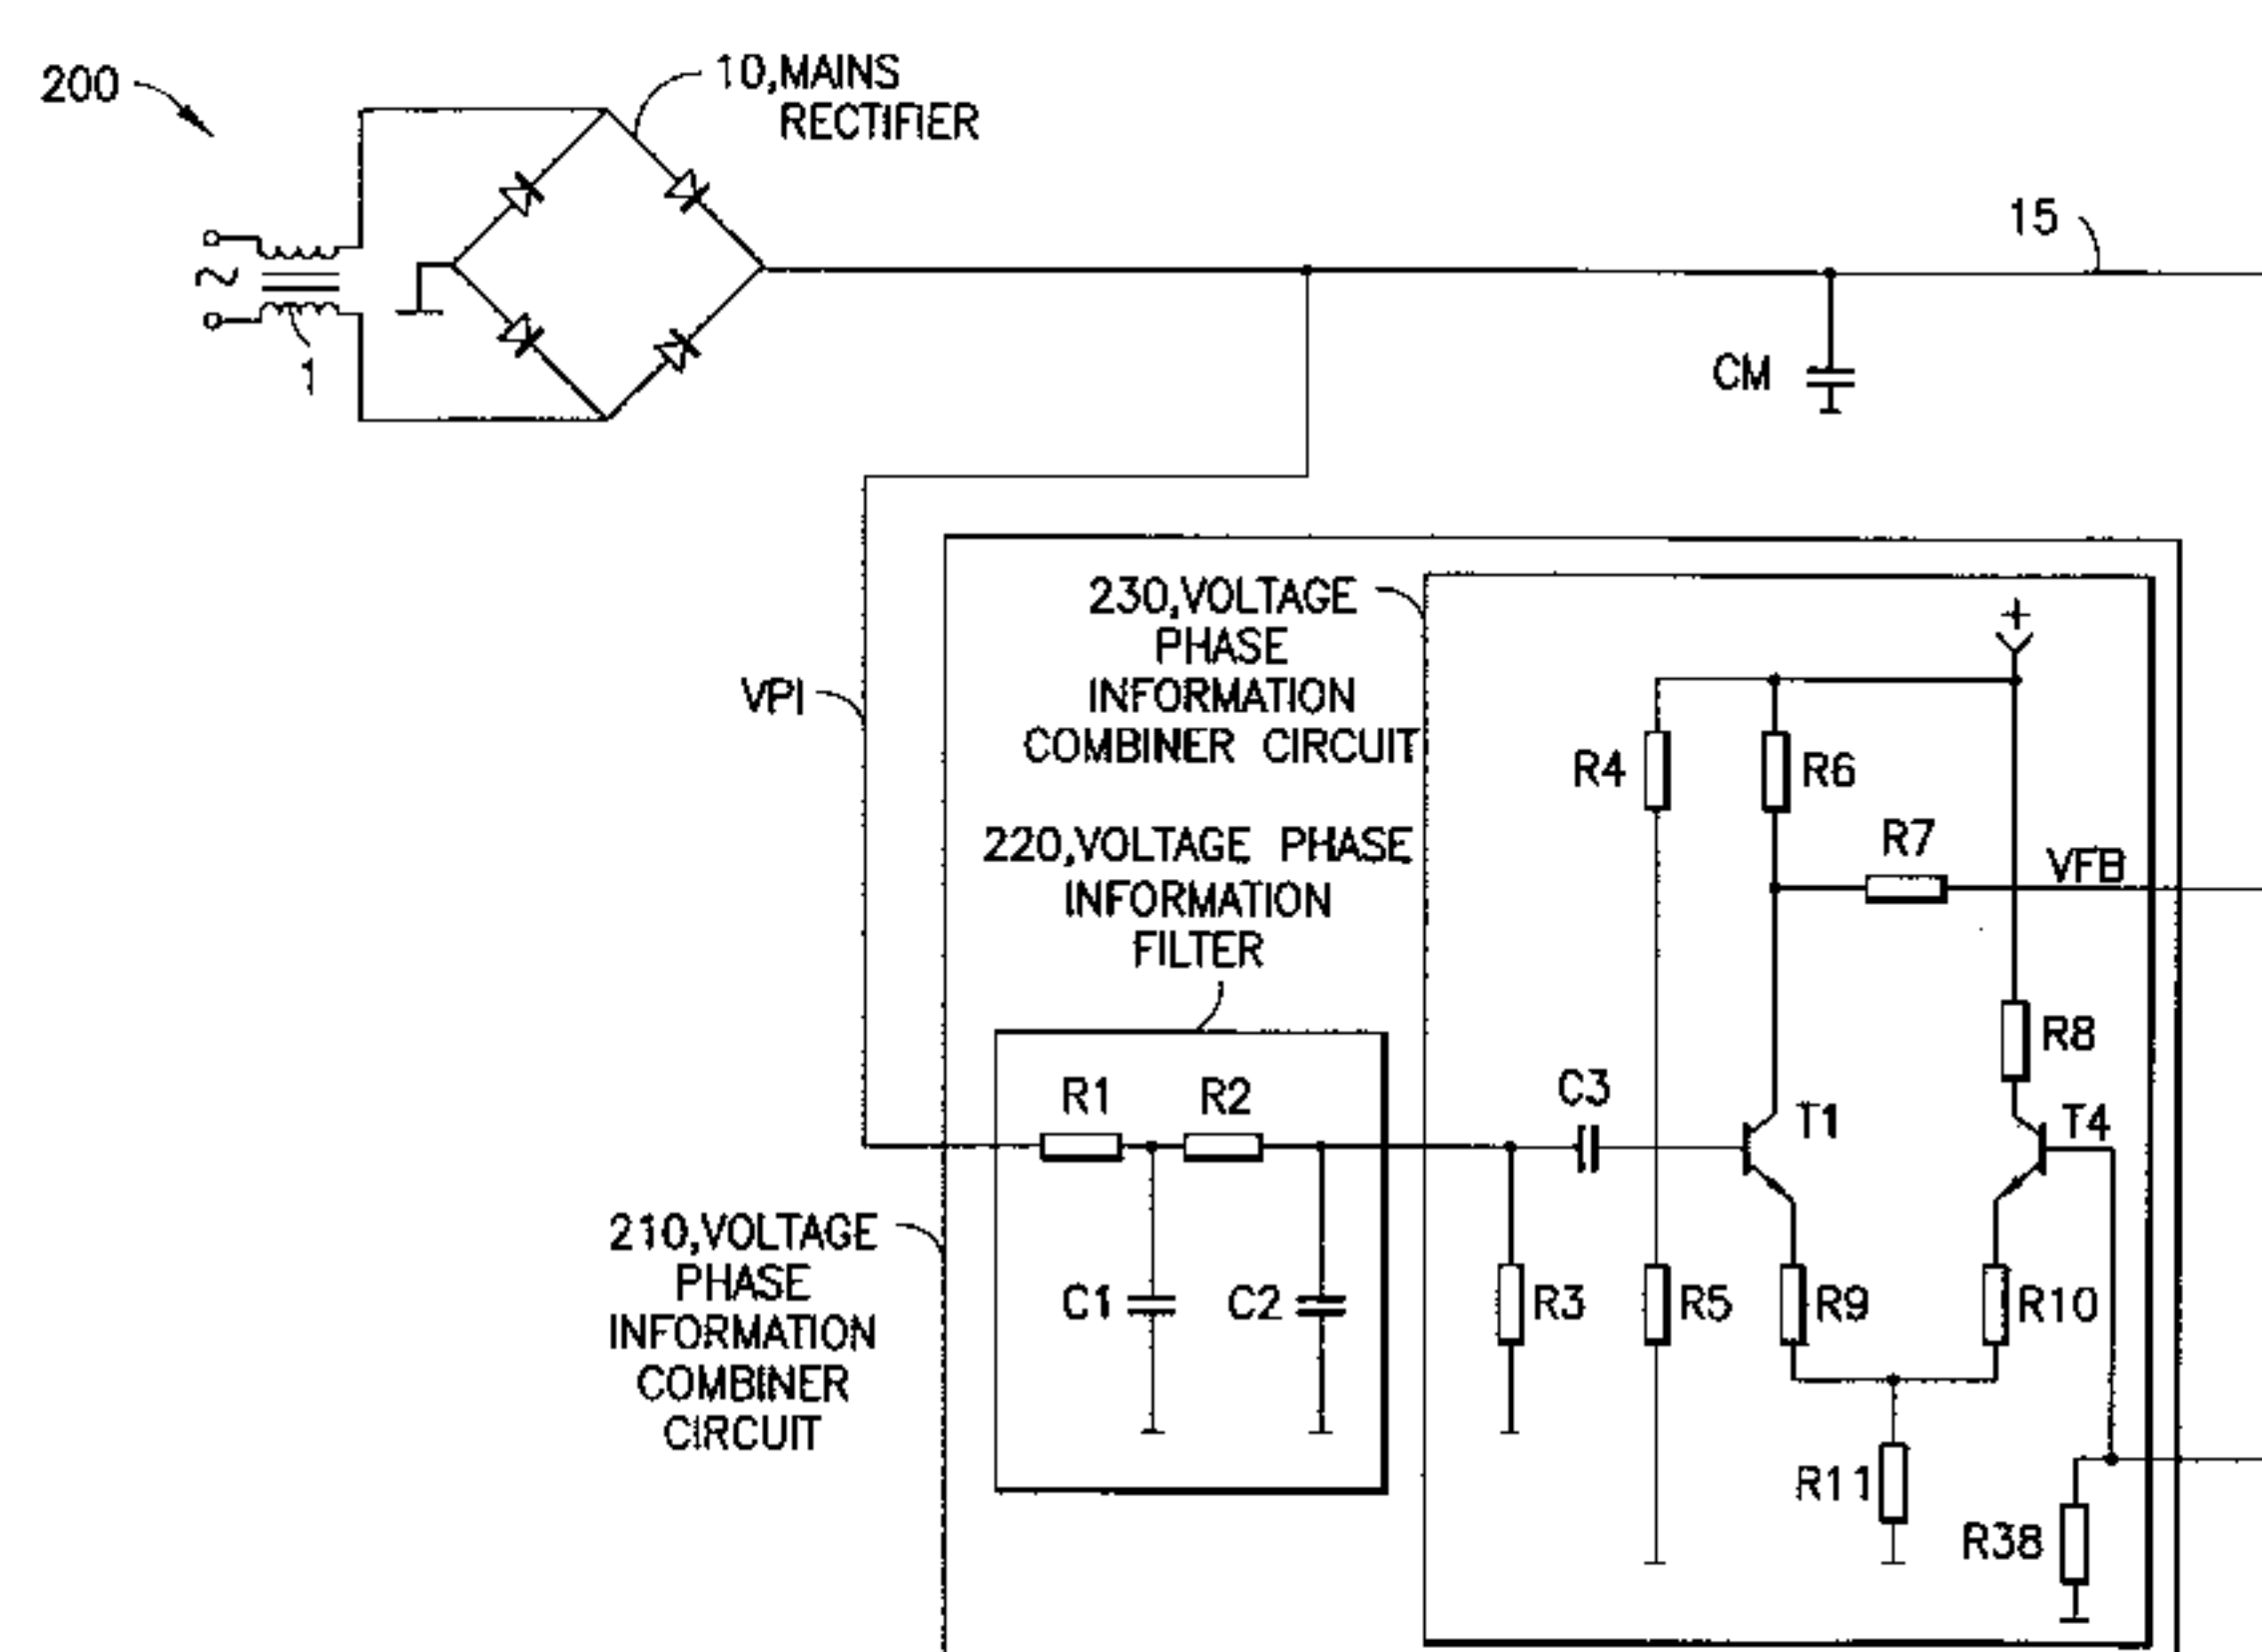 200
10,MAINS
RECTIFIER
15
1
CM
230,VOLTAGE
PHASE
INFORMATION
COMBINER CIRCUIT
+
VPI
R4
R6
R7
VFB
220,VOLTAGE PHASE
INFORMATION
FILTER
R8
R1
R2
C3
T1
T4
210,VOLTAGE
PHASE
INFORMATION
COMBINER
CIRCUIT
C1
C2
R3
R5
R9
R10
R11
R38